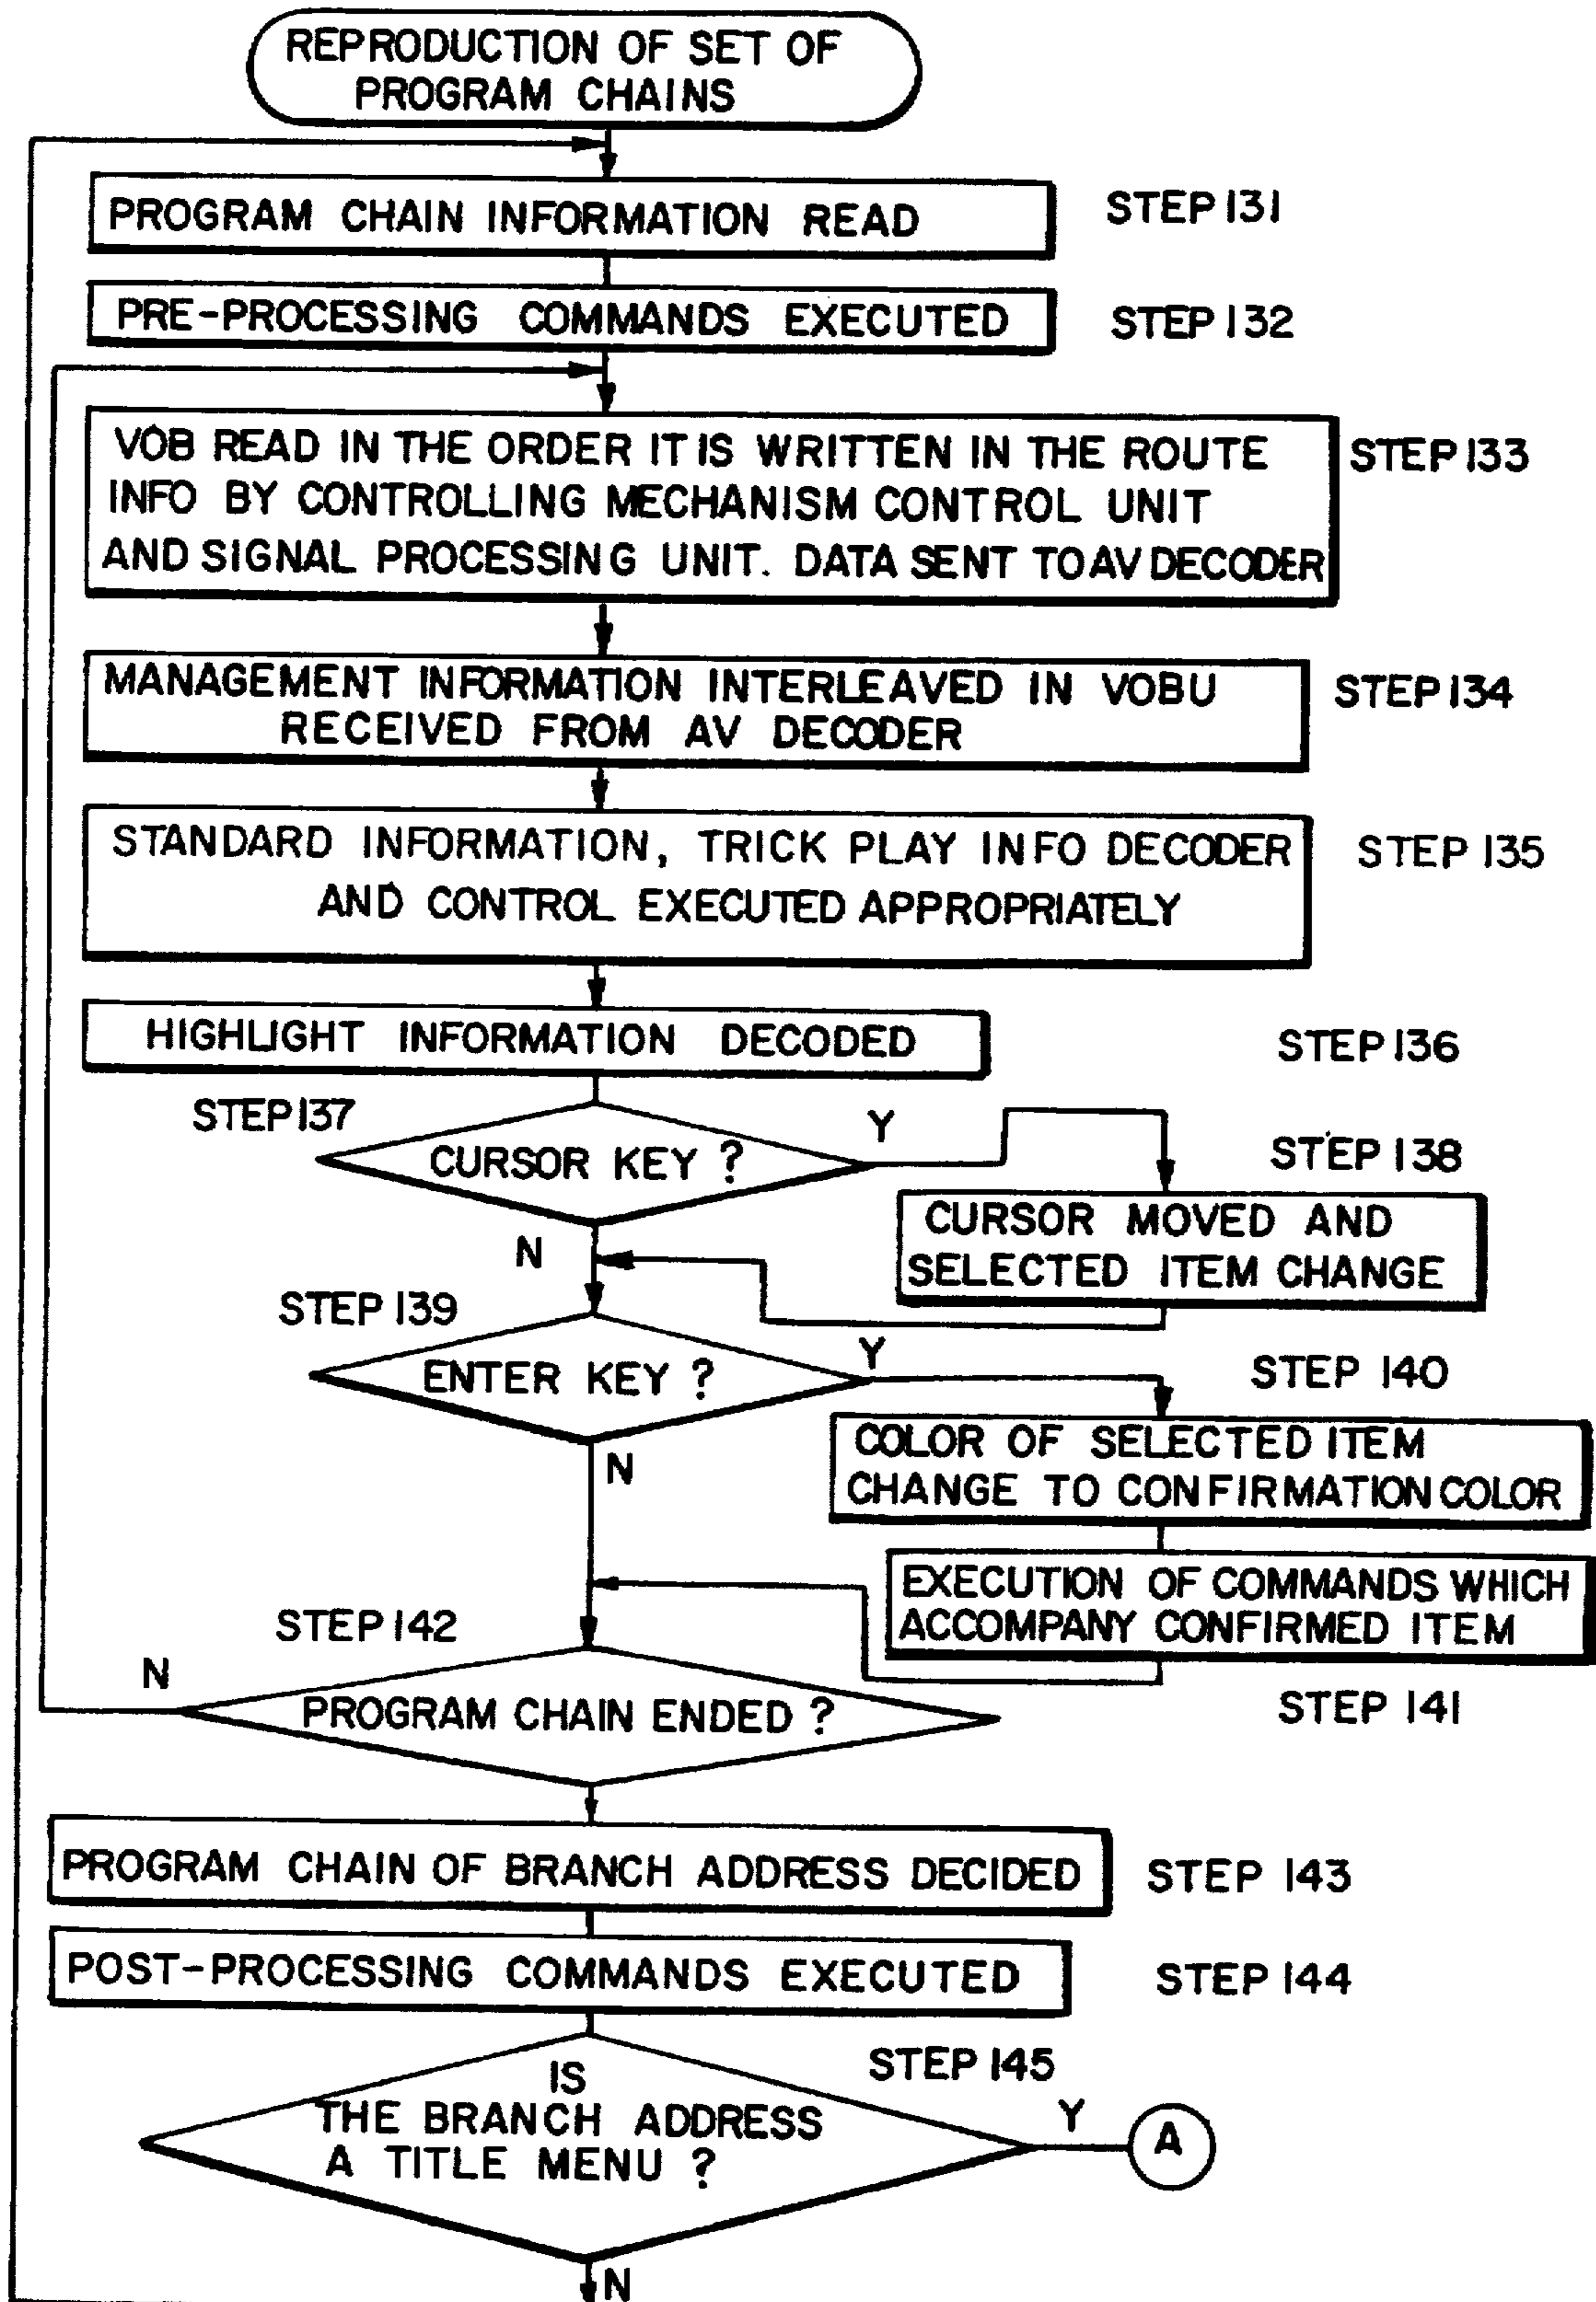 REPRODUCTION OF SET OF
PROGRAM CHAINS
PROGRAM CHAIN INFORMATION READ
STEP 131
PRE-PROCESSING COMMANDS EXECUTED
STEP 132
VOB READ IN THE ORDER IT IS WRITTEN IN THE ROUTE
INFO BY CONTROLLING MECHANISM CONTROL UNIT
AND SIGNAL PROCESSING UNIT. DATA SENT TO AV DECODER
STEP 133
MANAGEMENT INFORMATION INTERLEAVED IN VOBU
RECEIVED FROM AV DECODER
STEP 134
STANDARD INFORMATION, TRICK PLAY INFO DECODER
AND CONTROL EXECUTED APPROPRIATELY
STEP 135
HIGHLIGHT INFORMATION DECODED
STEP 136
STEP 137
CURSOR KEY ?
Y
STEP 138
CURSOR MOVED AND
SELECTED ITEM CHANGE
N
STEP 139
ENTER KEY ?
Y
STEP 140
COLOR OF SELECTED ITEM
CHANGE TO CONFIRMATION COLOR
N
EXECUTION OF COMMANDS WHICH
ACCOMPANY CONFIRMED ITEM
STEP 141
STEP 142
N
PROGRAM CHAIN ENDED ?
PROGRAM CHAIN OF BRANCH ADDRESS DECIDED
STEP 143
POST-PROCESSING COMMANDS EXECUTED
STEP 144
STEP 145
IS
THE BRANCH ADDRESS
A TITLE MENU ?
Y
A
N